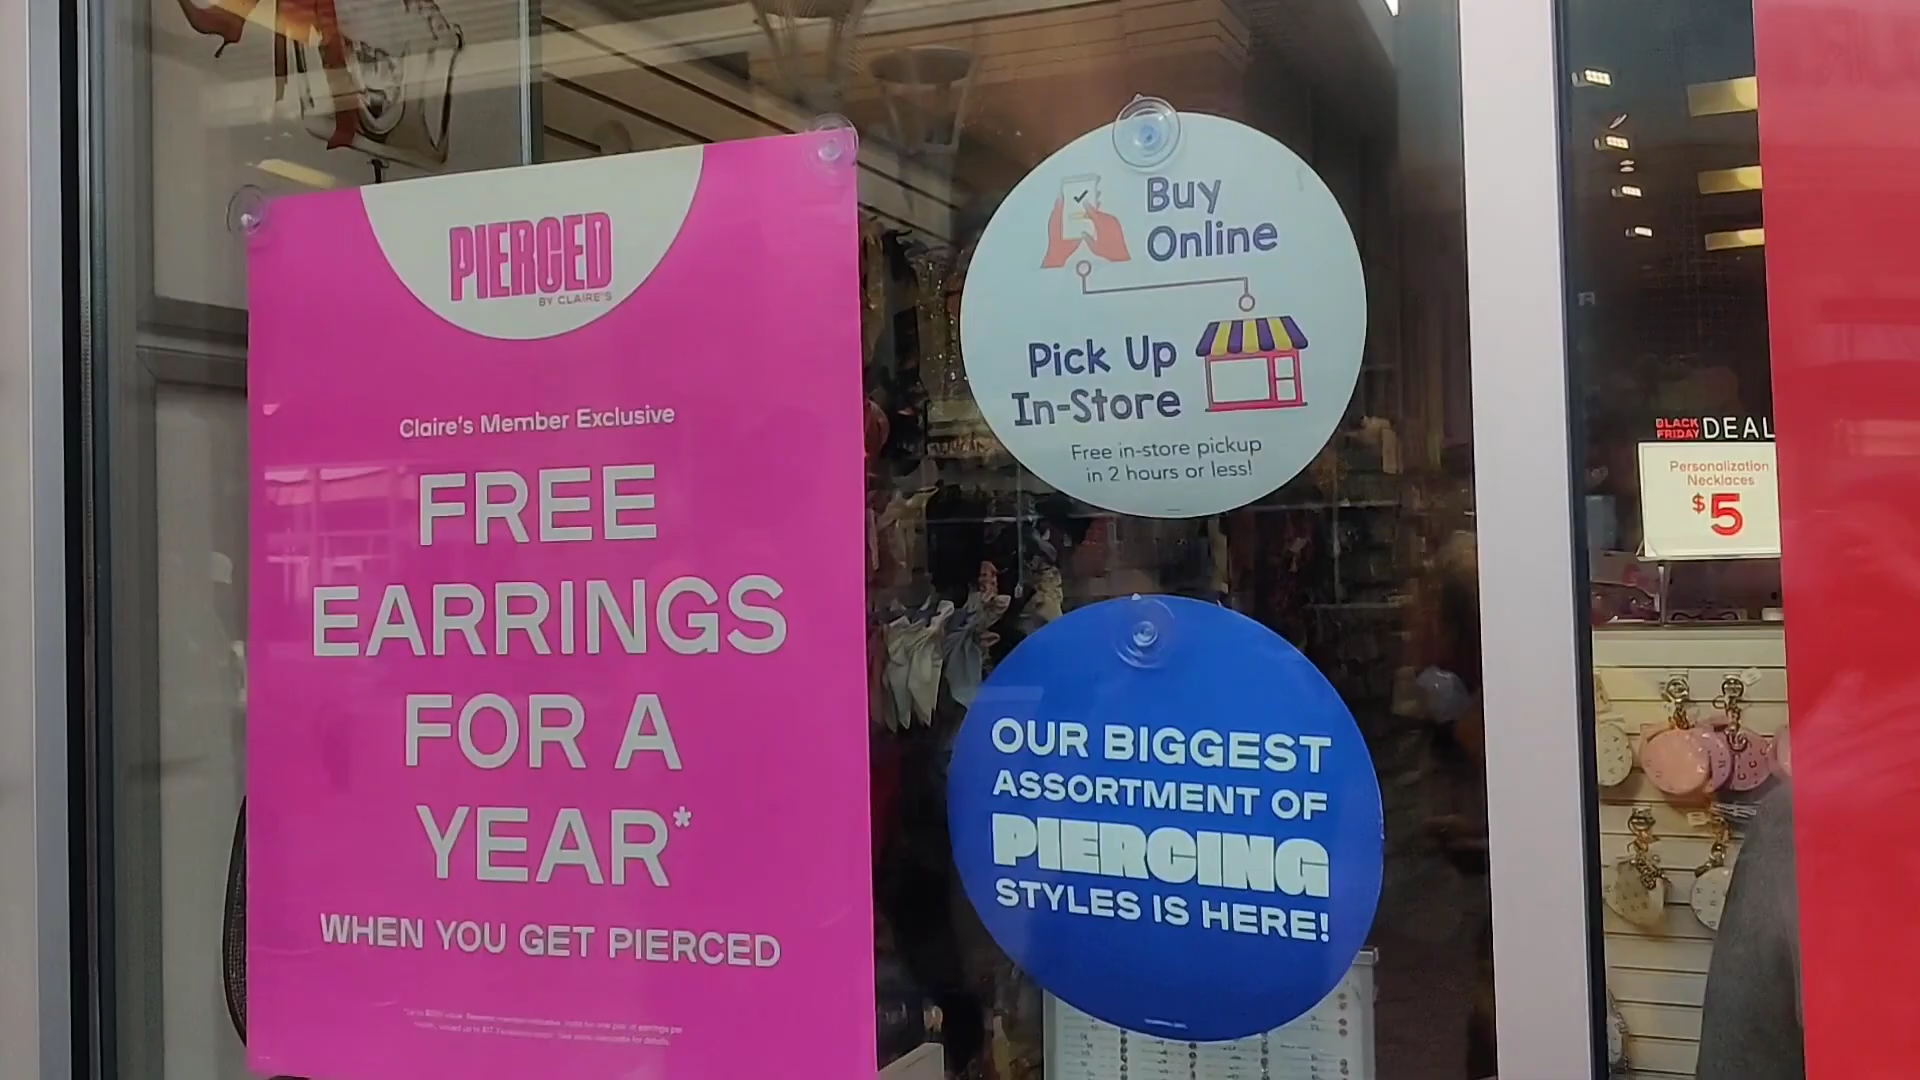 PIERCED
BY CLAIRE'S
Claire's Member Exclusive
FREE
EARRINGS
FOR A
YEAR*
WHEN YOU GET PIERCED
Buy
Online
Pick Up
In-Store
Free in-store pickup
in 2 hours or less!
OUR BIGGEST
ASSORTMENT OF
PIERCING
STYLES IS HERE!
BLACK
FRIDAY DEAL
Personalization
Necklaces
$5